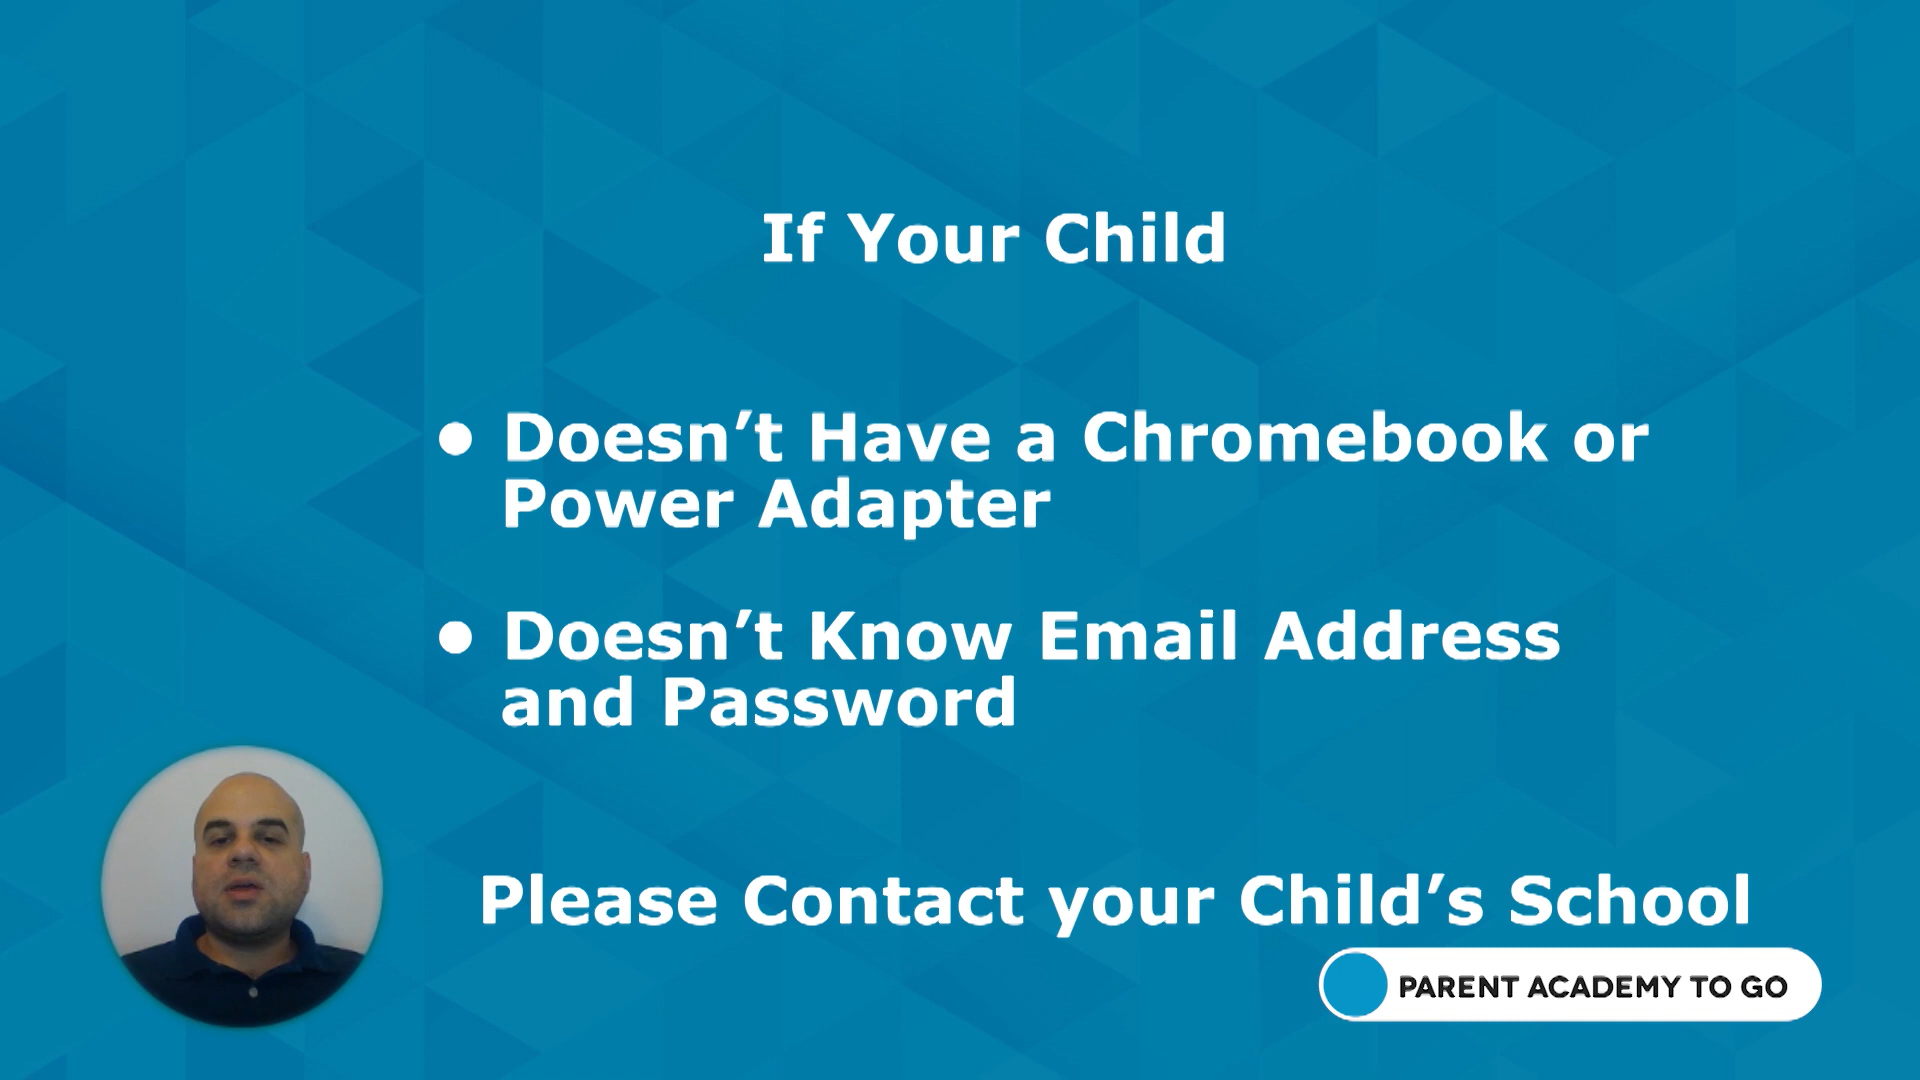 If Your Child
● Doesn’t Have a Chromebook or
Power Adapter
● Doesn’t Know Email Address
and Password
Please Contact your Child’s School
PARENT ACADEMY TO GO